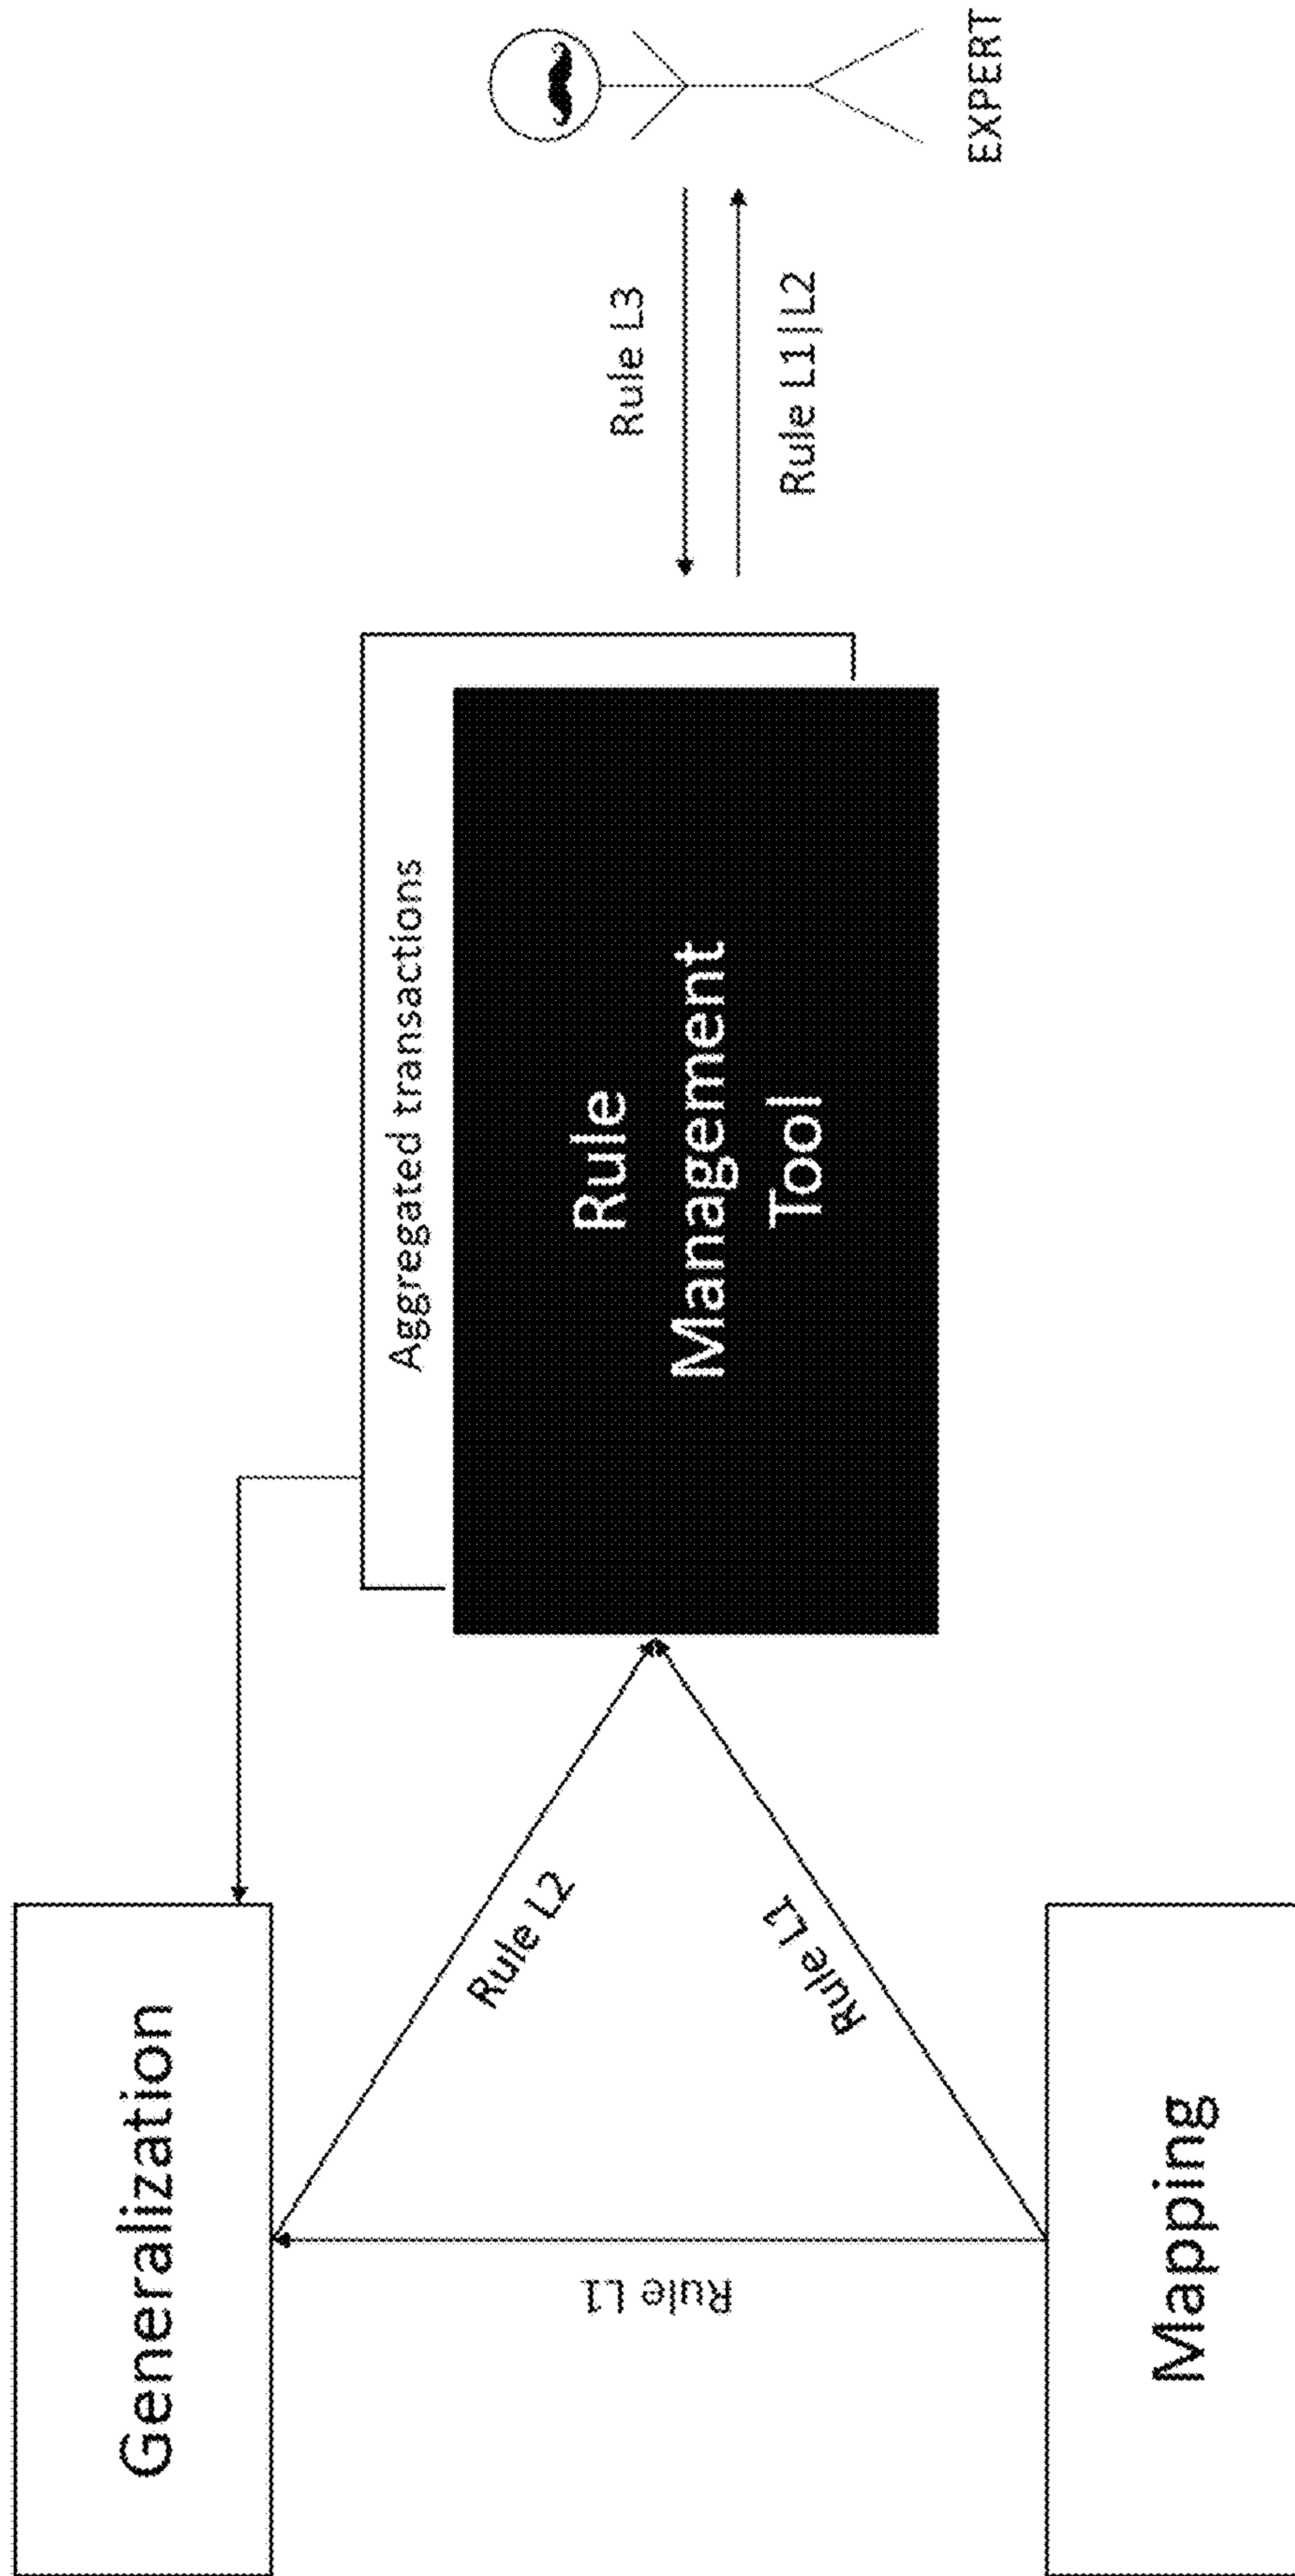 Generalization
Aggregated transactions
Rule L2
Rule L1
Rule L1
Rule
Management
Tool
Rule L3
Rule L1|L2
EXPERT
Mapping